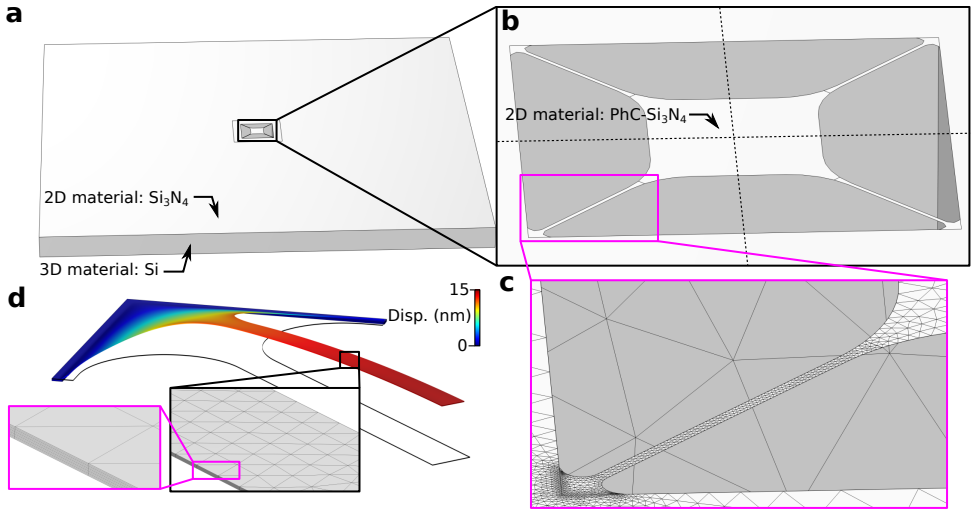 a
2D material: Si₃N₄
3D material: Si
b
2D material: PhC-Si₃N₄
c
d
15
Disp. (nm)
0